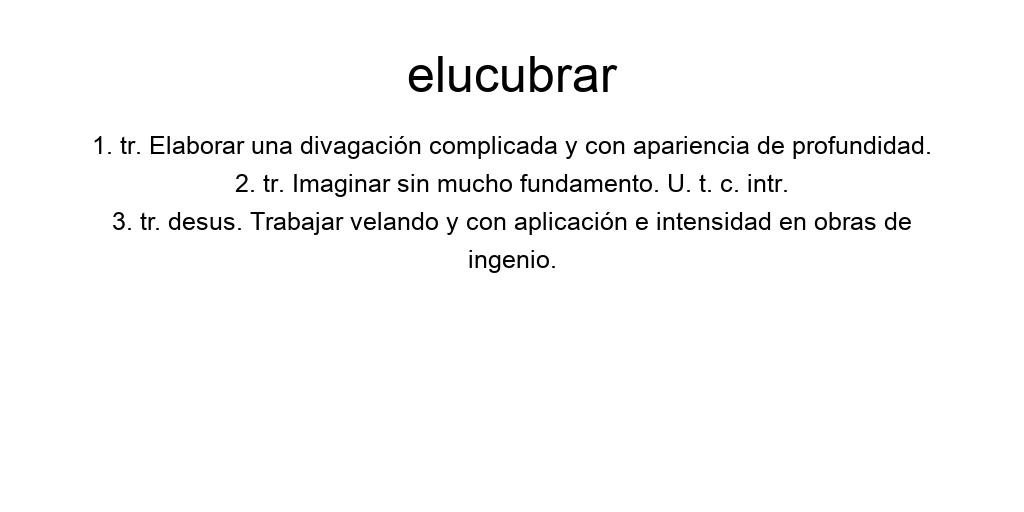 elucubrar
1. tr. Elaborar una divagación complicada y con apariencia de profundidad.
2. tr. Imaginar sin mucho fundamento. U. t. c. intr.
3. tr. desus. Trabajar velando y con aplicación e intensidad en obras de
ingenio.